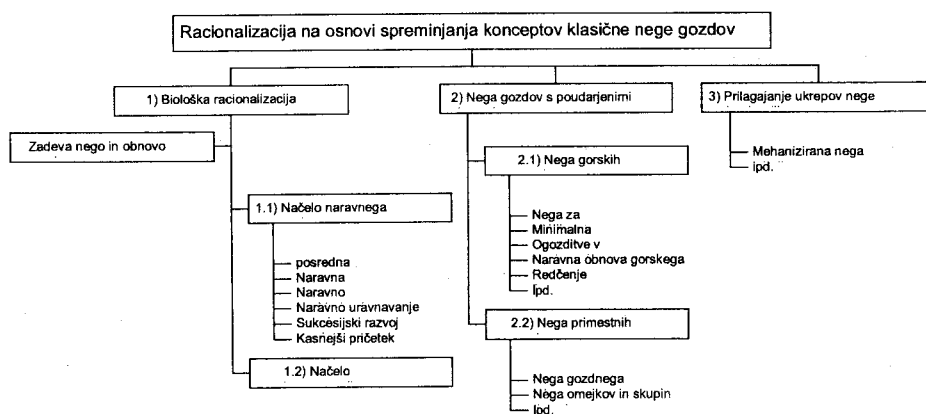 Racionalizacija na osnovi spreminjanja konceptov klasične nege gozdov
1) Biološka racionalizacija
Zadeva nego in obnovo
1.1) Načelo naravnega
posredna
Naravna
Naravno
Naravno uravnavanje
Sukcesijski razvoj
Kasnejši pričetek
1.2) Načelo
2) Nega gozdov s poudarjenimi
2.1) Nega gorskih
Nega za
Minimalna
Ogozditve v
Naravna obnova gorskega
Redčenje
Ipd.
2.2) Nega primestnih
Nega gozdnega
Nega omejkov in skupin
Ipd.
3) Prilagajanje ukrepov nege
Mehanizirana nega
ipd.